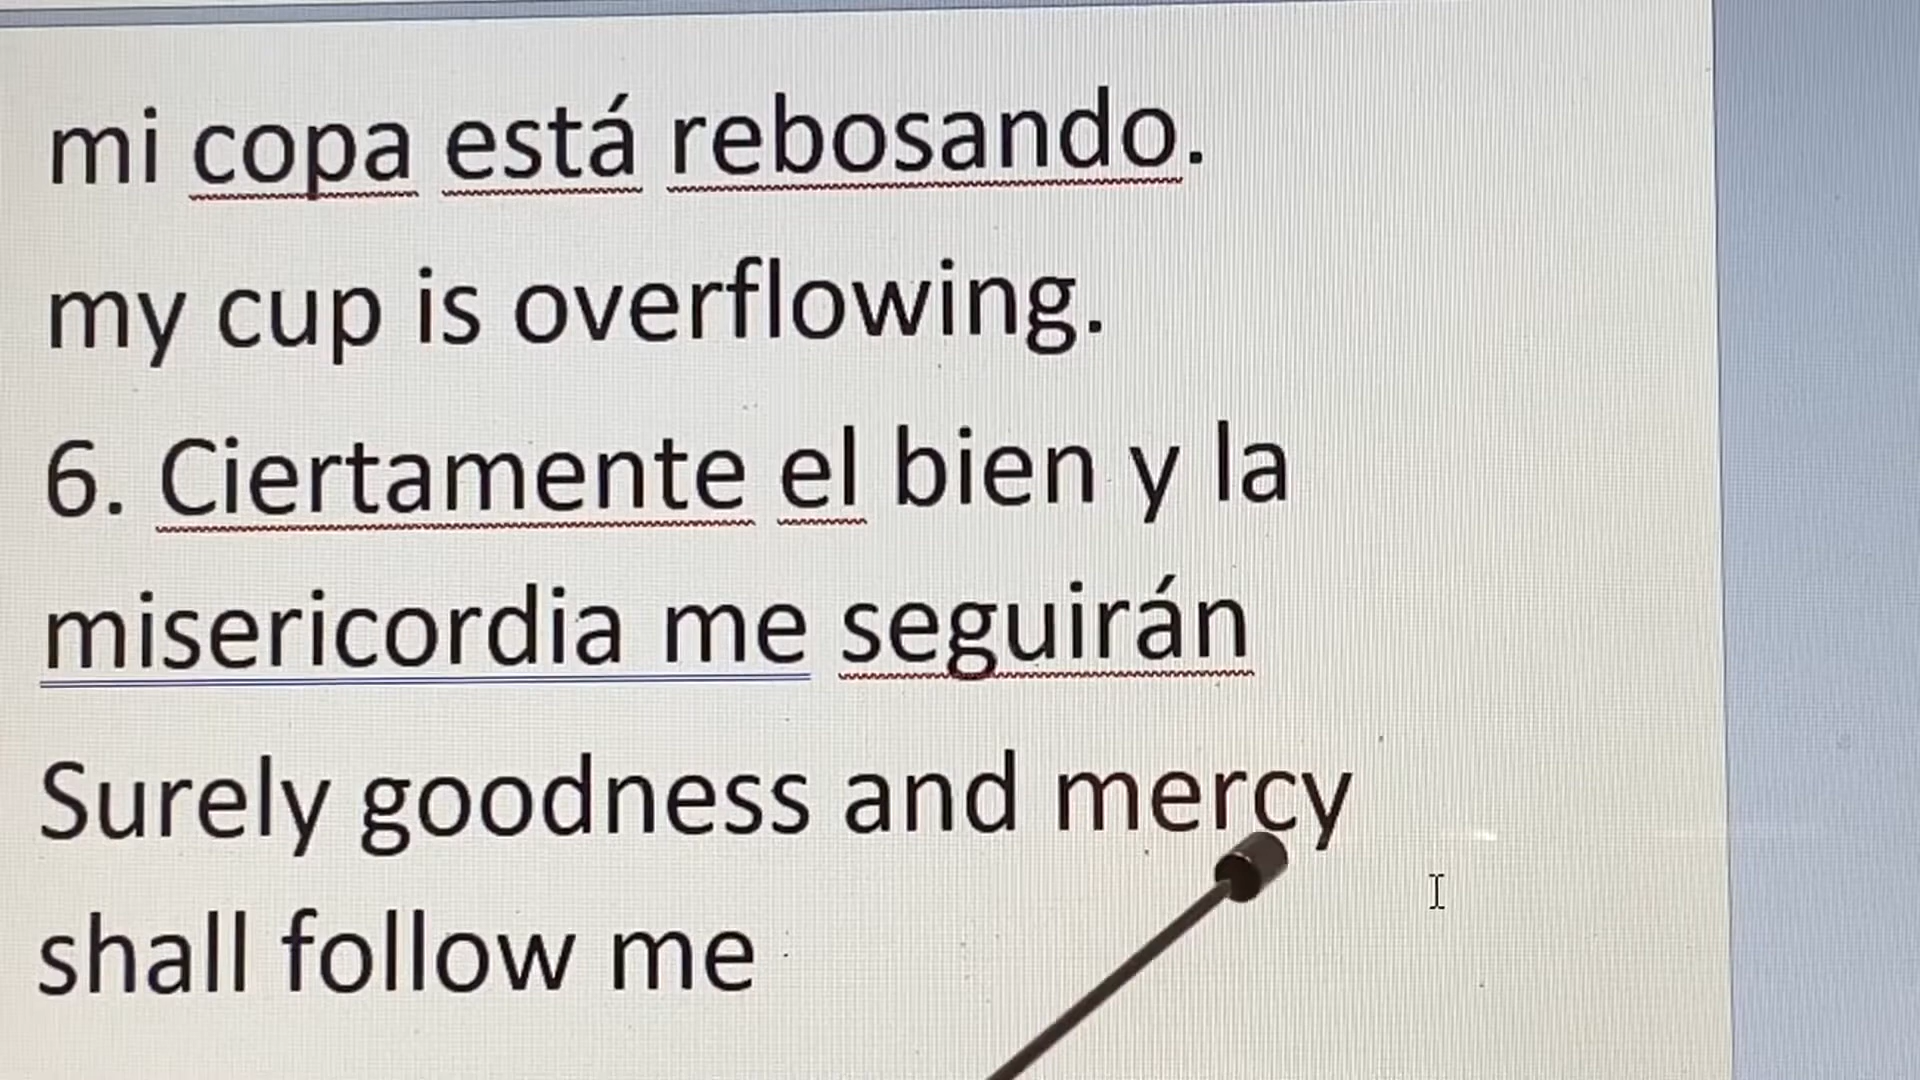 mi copa está rebosando.
my cup is overflowing.
6. Ciertamente el bien y la
misericordia me seguirán
Surely goodness and mercy
shall follow me